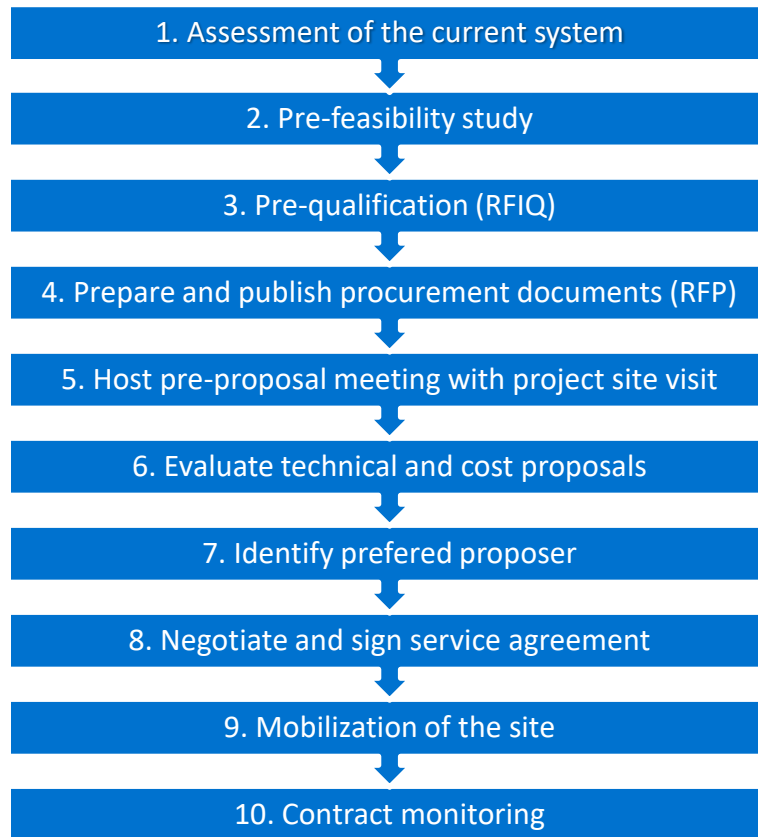 1. Assessment of the current system
2. Pre-feasibility study
3. Pre-qualification (RFIQ)
4. Prepare and publish procurement documents (RFP)
5. Host pre-proposal meeting with project site visit
6. Evaluate technical and cost proposals
7. Identify prefered proposer
8. Negotiate and sign service agreement
9. Mobilization of the site
10. Contract monitoring